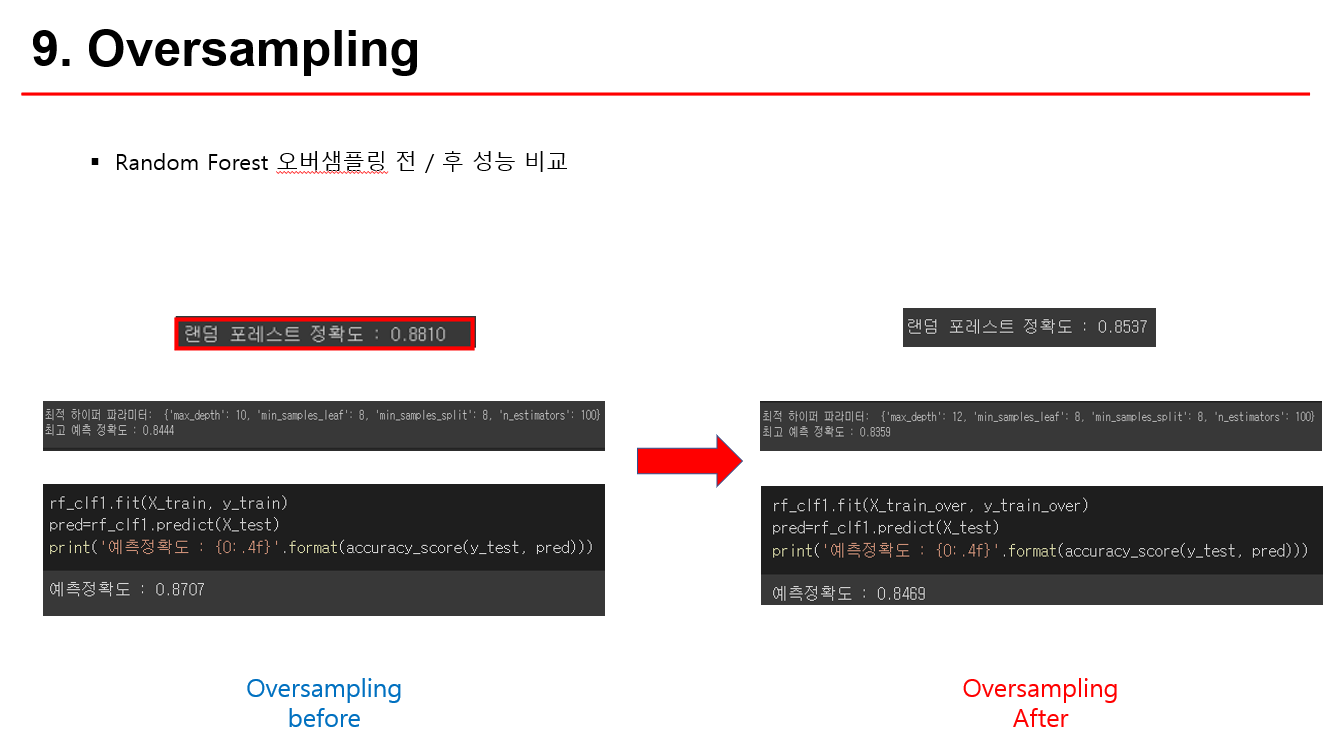 9. Oversampling
▪ Random Forest 오버샘플링 전 / 후 성능 비교
랜덤 포레스트 정확도 : 0.8810
최적 하이퍼 파라미터:  {'max_depth': 10, 'min_samples_leaf': 8, 'min_samples_split': 8, 'n_estimators': 100}
최고 예측 정확도 : 0.8444
rf_clf1.fit(X_train, y_train)
pred=rf_clf1.predict(X_test)
print('예측정확도 : {0:.4f}'.format(accuracy_score(y_test, pred)))
예측정확도 : 0.8707
Oversampling
before
랜덤 포레스트 정확도 : 0.8537
최적 하이퍼 파라미터:  {'max_depth': 12, 'min_samples_leaf': 8, 'min_samples_split': 8, 'n_estimators': 100}
최고 예측 정확도 : 0.8359
rf_clf1.fit(X_train_over, y_train_over)
pred=rf_clf1.predict(X_test)
print('예측정확도 : {0:.4f}'.format(accuracy_score(y_test, pred)))
예측정확도 : 0.8469
Oversampling
After